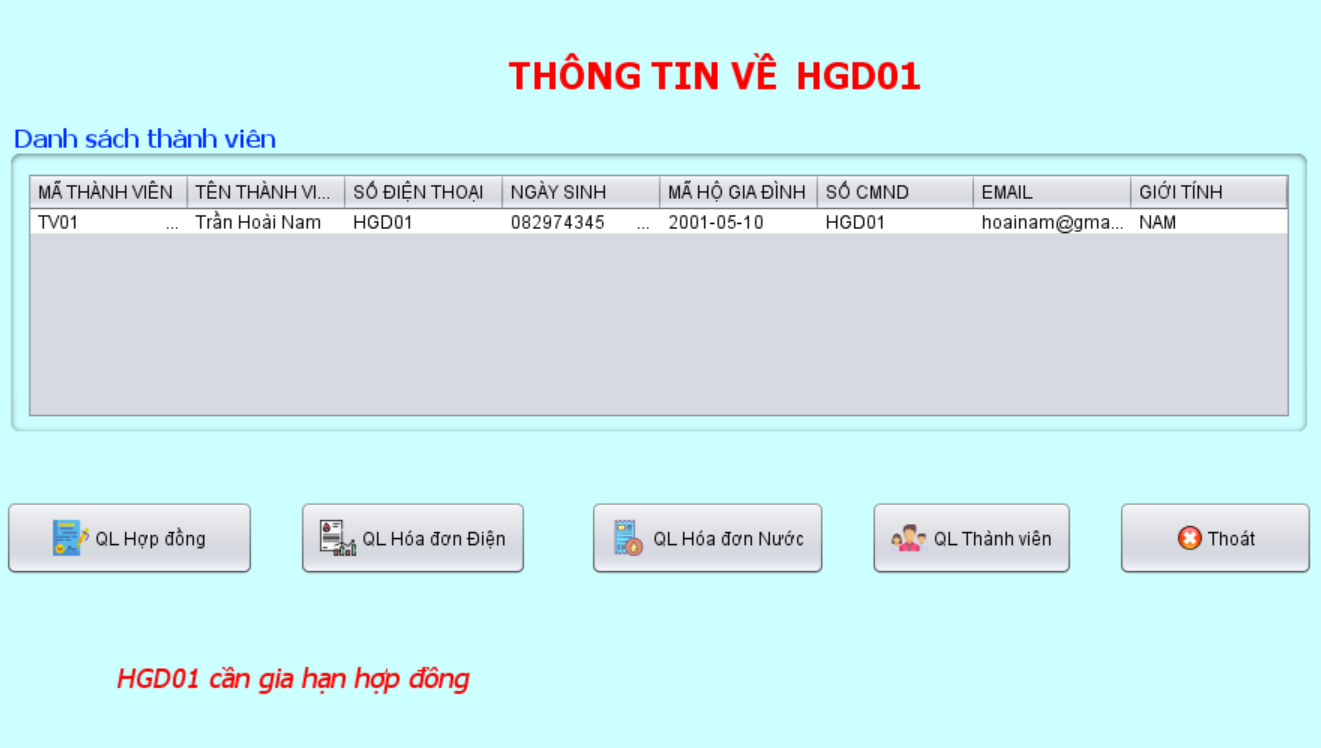 THÔNG TIN VỀ HGD01
Danh sách thành viên
MÃ THÀNH VIÊN TÊN THÀNH VI... SỐ ĐIỆN THOẠI NGÀY SINH MÃ HỘ GIA ĐÌNH SỐ CMND EMAIL GIỚI TÍNH
TV01 ... Trần Hoài Nam HGD01 082974345 ... 2001-05-10 HGD01 hoainam@gma... NAM
QL Hợp đồng QL Hóa đơn Điện QL Hóa đơn Nước QL Thành viên Thoát
HGD01 cần gia hạn hợp đồng